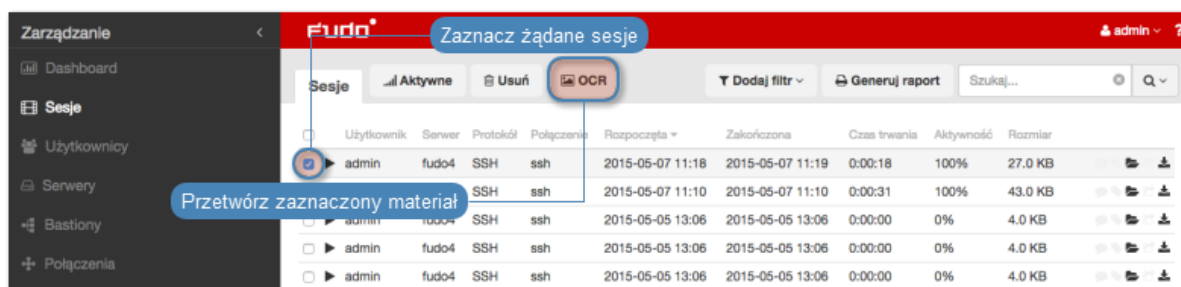 Zarządzanie
FUDO
Zaznacz żądane sesje
admin
?
Dashboard
Sesje
Aktywne
Usuń
OCR
Dodaj filtr
Generuj raport
Szukaj...
Sesje
Użytkownik Serwer Protokół Połączenie Rozpoczęta Zakończona Czas trwania Aktywność Rozmiar
Użytkownicy
admin fudo4 SSH ssh 2015-05-07 11:18 2015-05-07 11:19 0:00:18 100% 27.0 KB
Serwery
Przetwórz zaznaczony materiał
SSH ssh 2015-05-07 11:10 2015-05-07 11:10 0:00:31 100% 43.0 KB
Bastiony
admin fudo4 SSH ssh 2015-05-05 13:06 2015-05-05 13:06 0:00:00 0% 4.0 KB
admin fudo4 SSH ssh 2015-05-05 13:06 2015-05-05 13:06 0:00:00 0% 4.0 KB
Połączenia
admin fudo4 SSH ssh 2015-05-05 13:06 2015-05-05 13:06 0:00:00 0% 4.0 KB